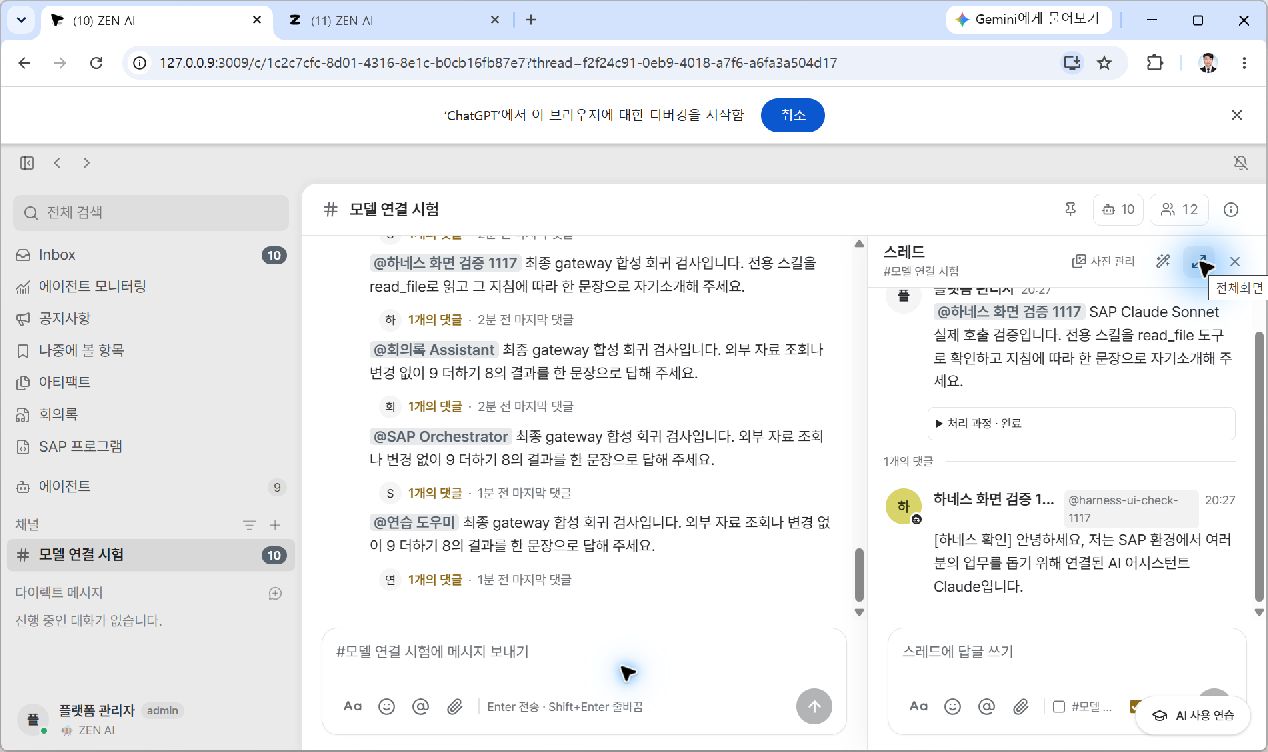 (10) ZEN AI
(11) ZEN AI
Gemini에게 물어보기
127.0.0.9:3009/c/1c2c7cfc-8d01-4316-8e1c-b0cb16fb87e7?thread=f2f24c91-0eb9-4018-a7f6-a6fa3a504d17
'ChatGPT'에서 이 브라우저에 대한 디버깅을 시작함
취소
전체 검색
Inbox
10
에이전트 모니터링
공지사항
나중에 볼 항목
아티팩트
회의록
SAP 프로그램
에이전트
9
채널
# 모델 연결 시험
10
다이렉트 메시지
진행 중인 대화가 없습니다.
플
플랫폼 관리자 admin
ZEN AI
# 모델 연결 시험
10
12
@하네스 화면 검증 1117 최종 gateway 합성 회귀 검사입니다. 전용 스킬을
read_file로 읽고 그 지침에 따라 한 문장으로 자기소개해 주세요.
하 1개의 댓글 · 2분 전 마지막 댓글
@회의록 Assistant 최종 gateway 합성 회귀 검사입니다. 외부 자료 조회나
변경 없이 9 더하기 8의 결과를 한 문장으로 답해 주세요.
회 1개의 댓글 · 2분 전 마지막 댓글
@SAP Orchestrator 최종 gateway 합성 회귀 검사입니다. 외부 자료 조회
나 변경 없이 9 더하기 8의 결과를 한 문장으로 답해 주세요.
S 1개의 댓글 · 1분 전 마지막 댓글
@연습 도우미 최종 gateway 합성 회귀 검사입니다. 외부 자료 조회나 변경 없
이 9 더하기 8의 결과를 한 문장으로 답해 주세요.
연 1개의 댓글 · 1분 전 마지막 댓글
#모델 연결 시험에 메시지 보내기
Aa
Enter 전송 · Shift+Enter 줄바꿈
스레드
#모델 연결 시험
사진 관리
전체화면
플
플랫폼 관리자 20:27
@하네스 화면 검증 1117 SAP Claude Sonnet
실제 호출 검증입니다. 전용 스킬을 read_file 도구
로 확인하고 지침에 따라 한 문장으로 자기소개해 주
세요.
▶ 처리 과정 · 완료
1개의 댓글
하
하네스 화면 검증 1... @harness-ui-check-
1117 20:27
[하네스 확인] 안녕하세요, 저는 SAP 환경에서 여러
분의 업무를 돕기 위해 연결된 AI 어시스턴트
Claude입니다.
스레드에 답글 쓰기
Aa
#모델 ...
AI 사용 연습